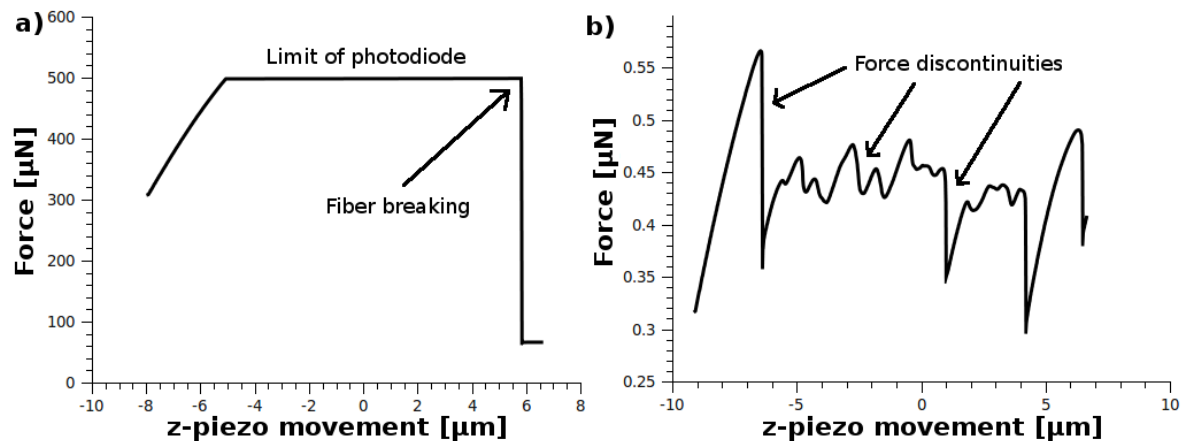 a)
Force [µN]
600
500
400
300
200
100
0
Limit of photodiode
Fiber breaking
-10 -8 -6 -4 -2 0 2 4 6 8
z-piezo movement [µm]
b)
Force [µN]
0.55
0.5
0.45
0.4
0.35
0.3
0.25
Force discontinuities
-10 -5 0 5 10
z-piezo movement [µm]